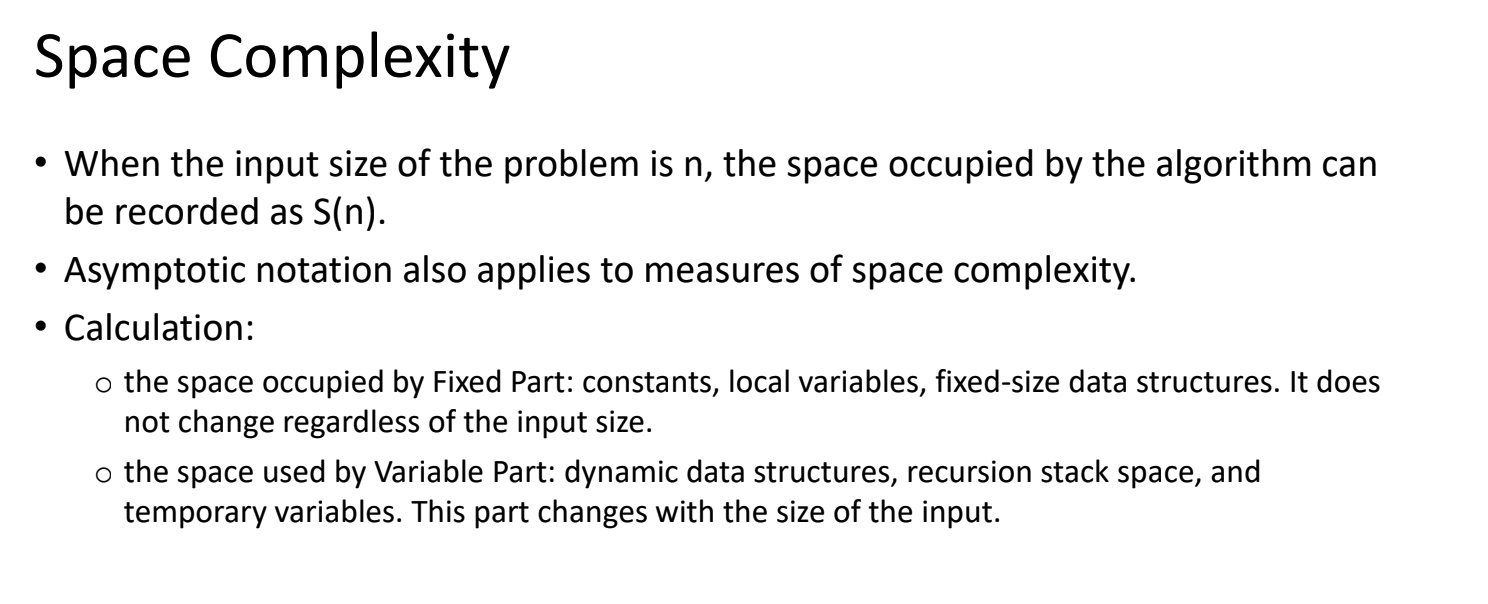 Space Complexity
• When the input size of the problem is n, the space occupied by the algorithm can
be recorded as S(n).
• Asymptotic notation also applies to measures of space complexity.
• Calculation:
○ the space occupied by Fixed Part: constants, local variables, fixed-size data structures. It does
not change regardless of the input size.
○ the space used by Variable Part: dynamic data structures, recursion stack space, and
temporary variables. This part changes with the size of the input.